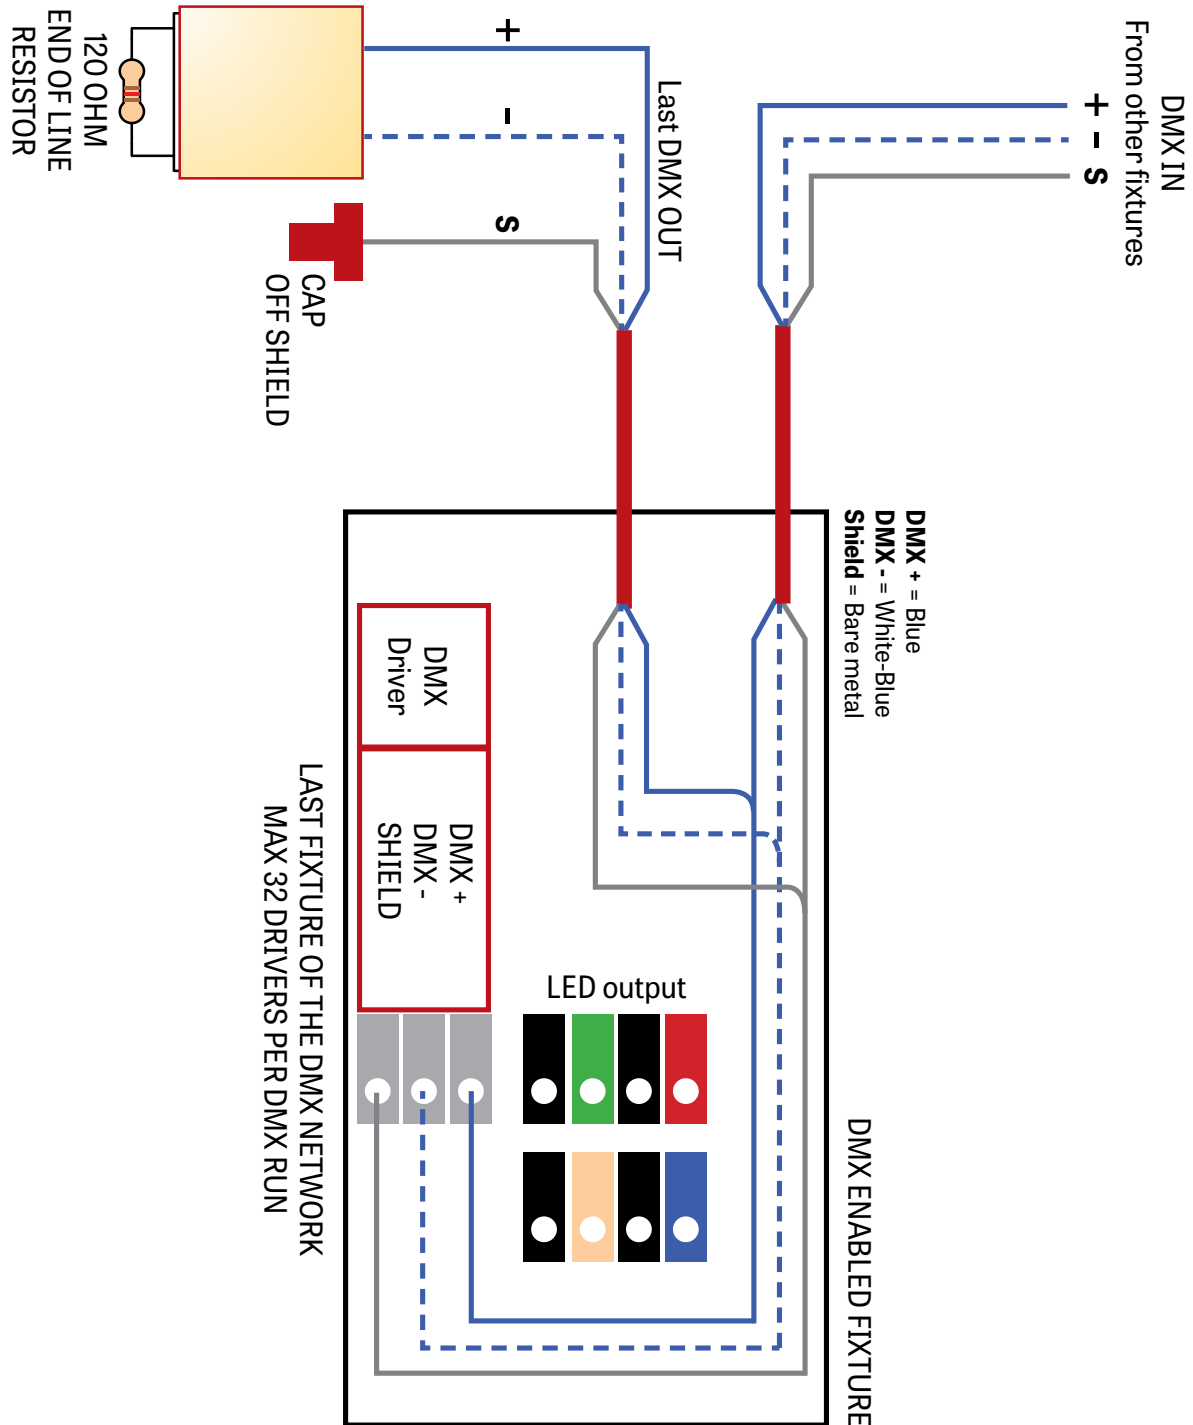 DMX IN
From other fixtures
+
-
S
Last DMX OUT
+
-
S
120 OHM
END OF LINE
RESISTOR
CAP
OFF SHIELD
DMX + = Blue
DMX - = White-Blue
Shield = Bare metal
DMX ENABLED FIXTURE
LED output
DMX
Driver
DMX +
DMX -
SHIELD
LAST FIXTURE OF THE DMX NETWORK
MAX 32 DRIVERS PER DMX RUN